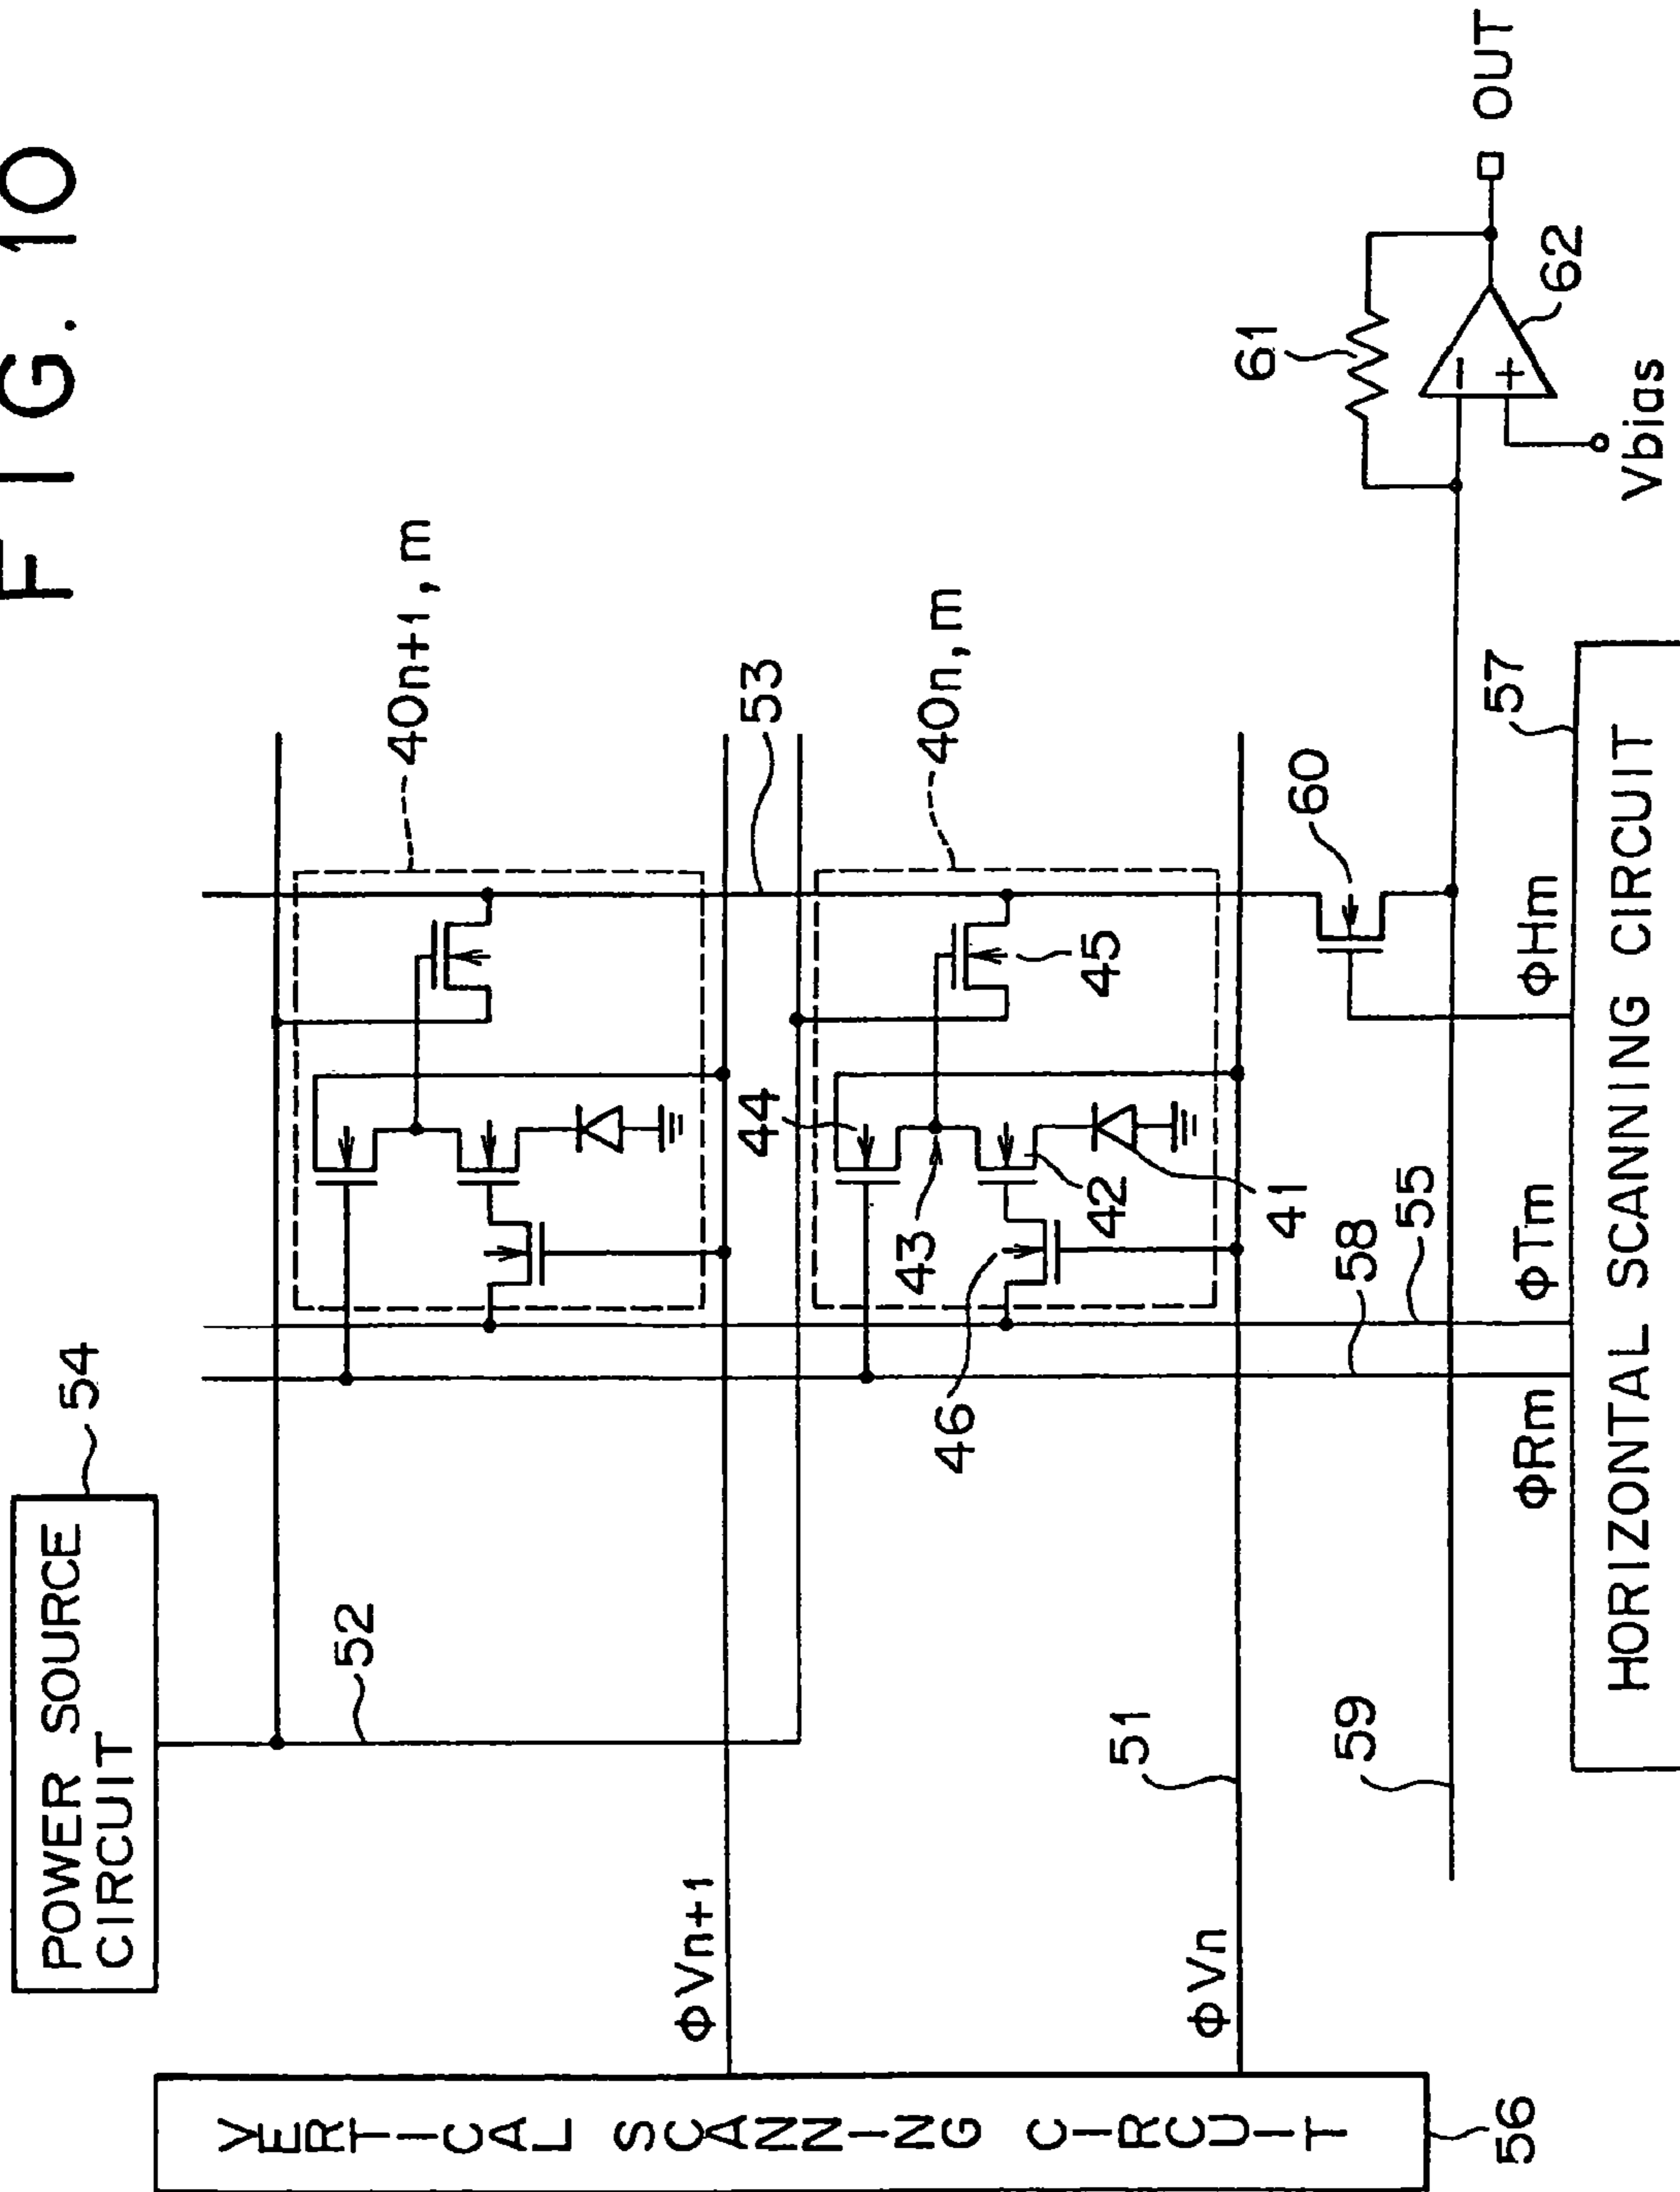 FIG. 10
POWER SOURCE
CIRCUIT
54
52
40n+1, m
53
ΦVn+1
44
40n, m
43
45
46
42
41
ΦVn
51
58
55
60
59
61
62
OUT
Vbias
ΦRm
ΦTm
ΦHm
57
VERTICAL SCANNING CIRCUIT
56
HORIZONTAL SCANNING CIRCUIT